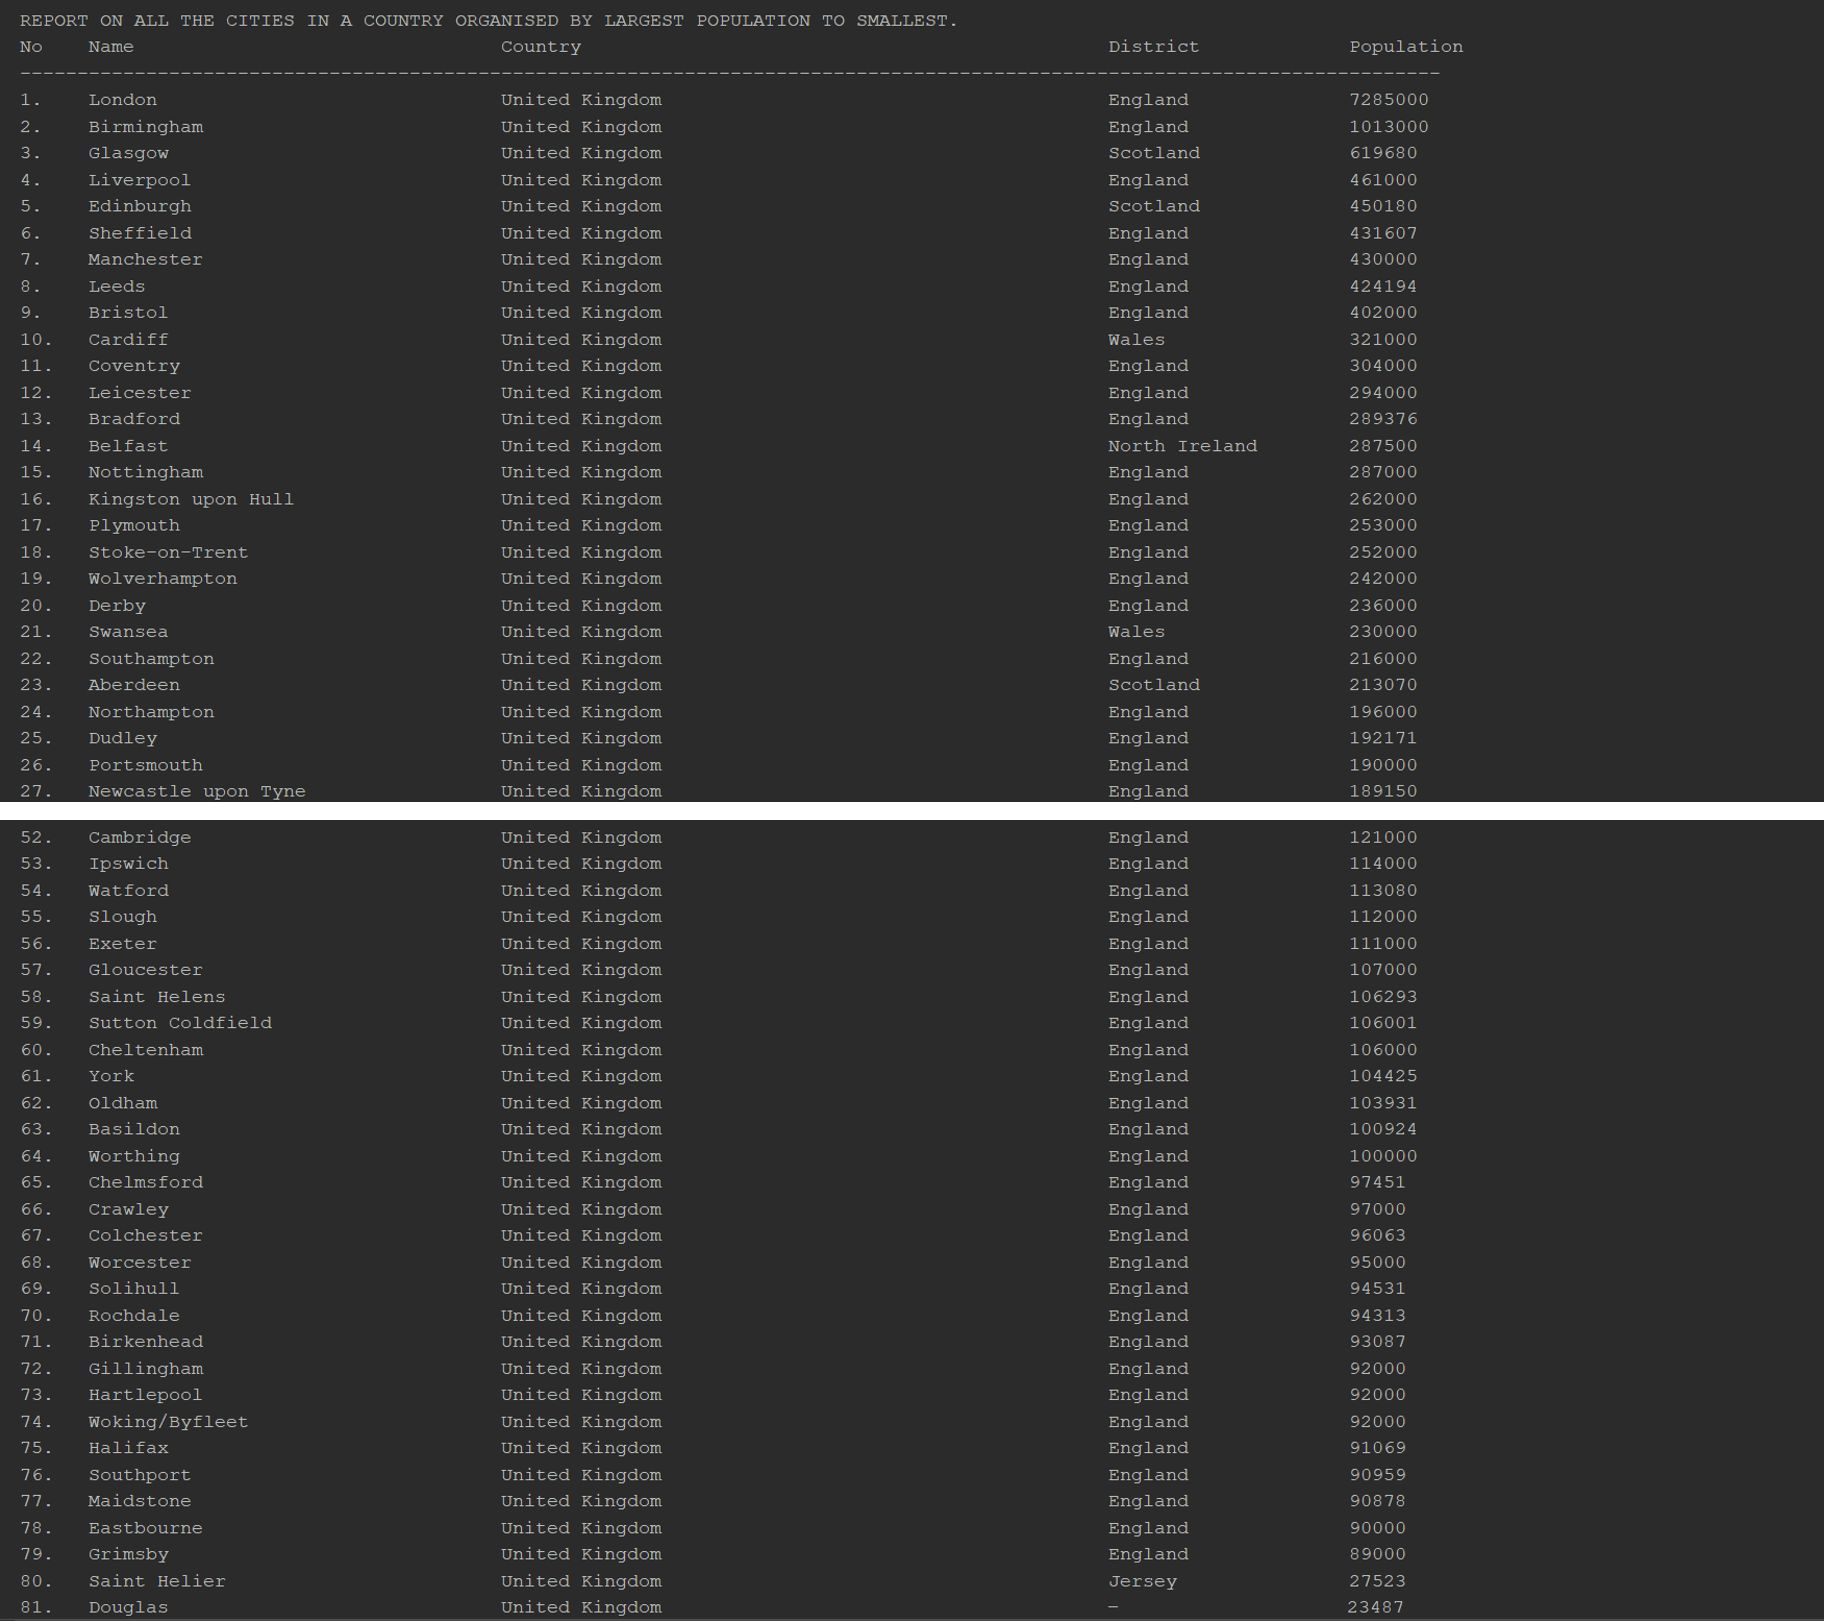 REPORT ON ALL THE CITIES IN A COUNTRY ORGANISED BY LARGEST POPULATION TO SMALLEST.
No Name Country District Population
----------------------------------------------------------------------------------------------------------------------------
1. London United Kingdom England 7285000
2. Birmingham United Kingdom England 1013000
3. Glasgow United Kingdom Scotland 619680
4. Liverpool United Kingdom England 461000
5. Edinburgh United Kingdom Scotland 450180
6. Sheffield United Kingdom England 431607
7. Manchester United Kingdom England 430000
8. Leeds United Kingdom England 424194
9. Bristol United Kingdom England 402000
10. Cardiff United Kingdom Wales 321000
11. Coventry United Kingdom England 304000
12. Leicester United Kingdom England 294000
13. Bradford United Kingdom England 289376
14. Belfast United Kingdom North Ireland 287500
15. Nottingham United Kingdom England 287000
16. Kingston upon Hull United Kingdom England 262000
17. Plymouth United Kingdom England 253000
18. Stoke-on-Trent United Kingdom England 252000
19. Wolverhampton United Kingdom England 242000
20. Derby United Kingdom England 236000
21. Swansea United Kingdom Wales 230000
22. Southampton United Kingdom England 216000
23. Aberdeen United Kingdom Scotland 213070
24. Northampton United Kingdom England 196000
25. Dudley United Kingdom England 192171
26. Portsmouth United Kingdom England 190000
27. Newcastle upon Tyne United Kingdom England 189150
52. Cambridge United Kingdom England 121000
53. Ipswich United Kingdom England 114000
54. Watford United Kingdom England 113080
55. Slough United Kingdom England 112000
56. Exeter United Kingdom England 111000
57. Gloucester United Kingdom England 107000
58. Saint Helens United Kingdom England 106293
59. Sutton Coldfield United Kingdom England 106001
60. Cheltenham United Kingdom England 106000
61. York United Kingdom England 104425
62. Oldham United Kingdom England 103931
63. Basildon United Kingdom England 100924
64. Worthing United Kingdom England 100000
65. Chelmsford United Kingdom England 97451
66. Crawley United Kingdom England 97000
67. Colchester United Kingdom England 96063
68. Worcester United Kingdom England 95000
69. Solihull United Kingdom England 94531
70. Rochdale United Kingdom England 94313
71. Birkenhead United Kingdom England 93087
72. Gillingham United Kingdom England 92000
73. Hartlepool United Kingdom England 92000
74. Woking/Byfleet United Kingdom England 92000
75. Halifax United Kingdom England 91069
76. Southport United Kingdom England 90959
77. Maidstone United Kingdom England 90878
78. Eastbourne United Kingdom England 90000
79. Grimsby United Kingdom England 89000
80. Saint Helier United Kingdom Jersey 27523
81. Douglas United Kingdom – 23487